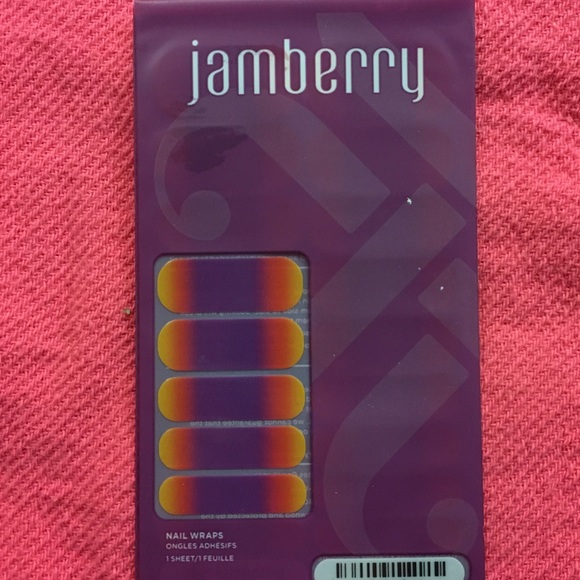 jamberry
NAIL WRAPS
ONGLES ADHÉSIFS
1 SHEET/1 FEUILLE